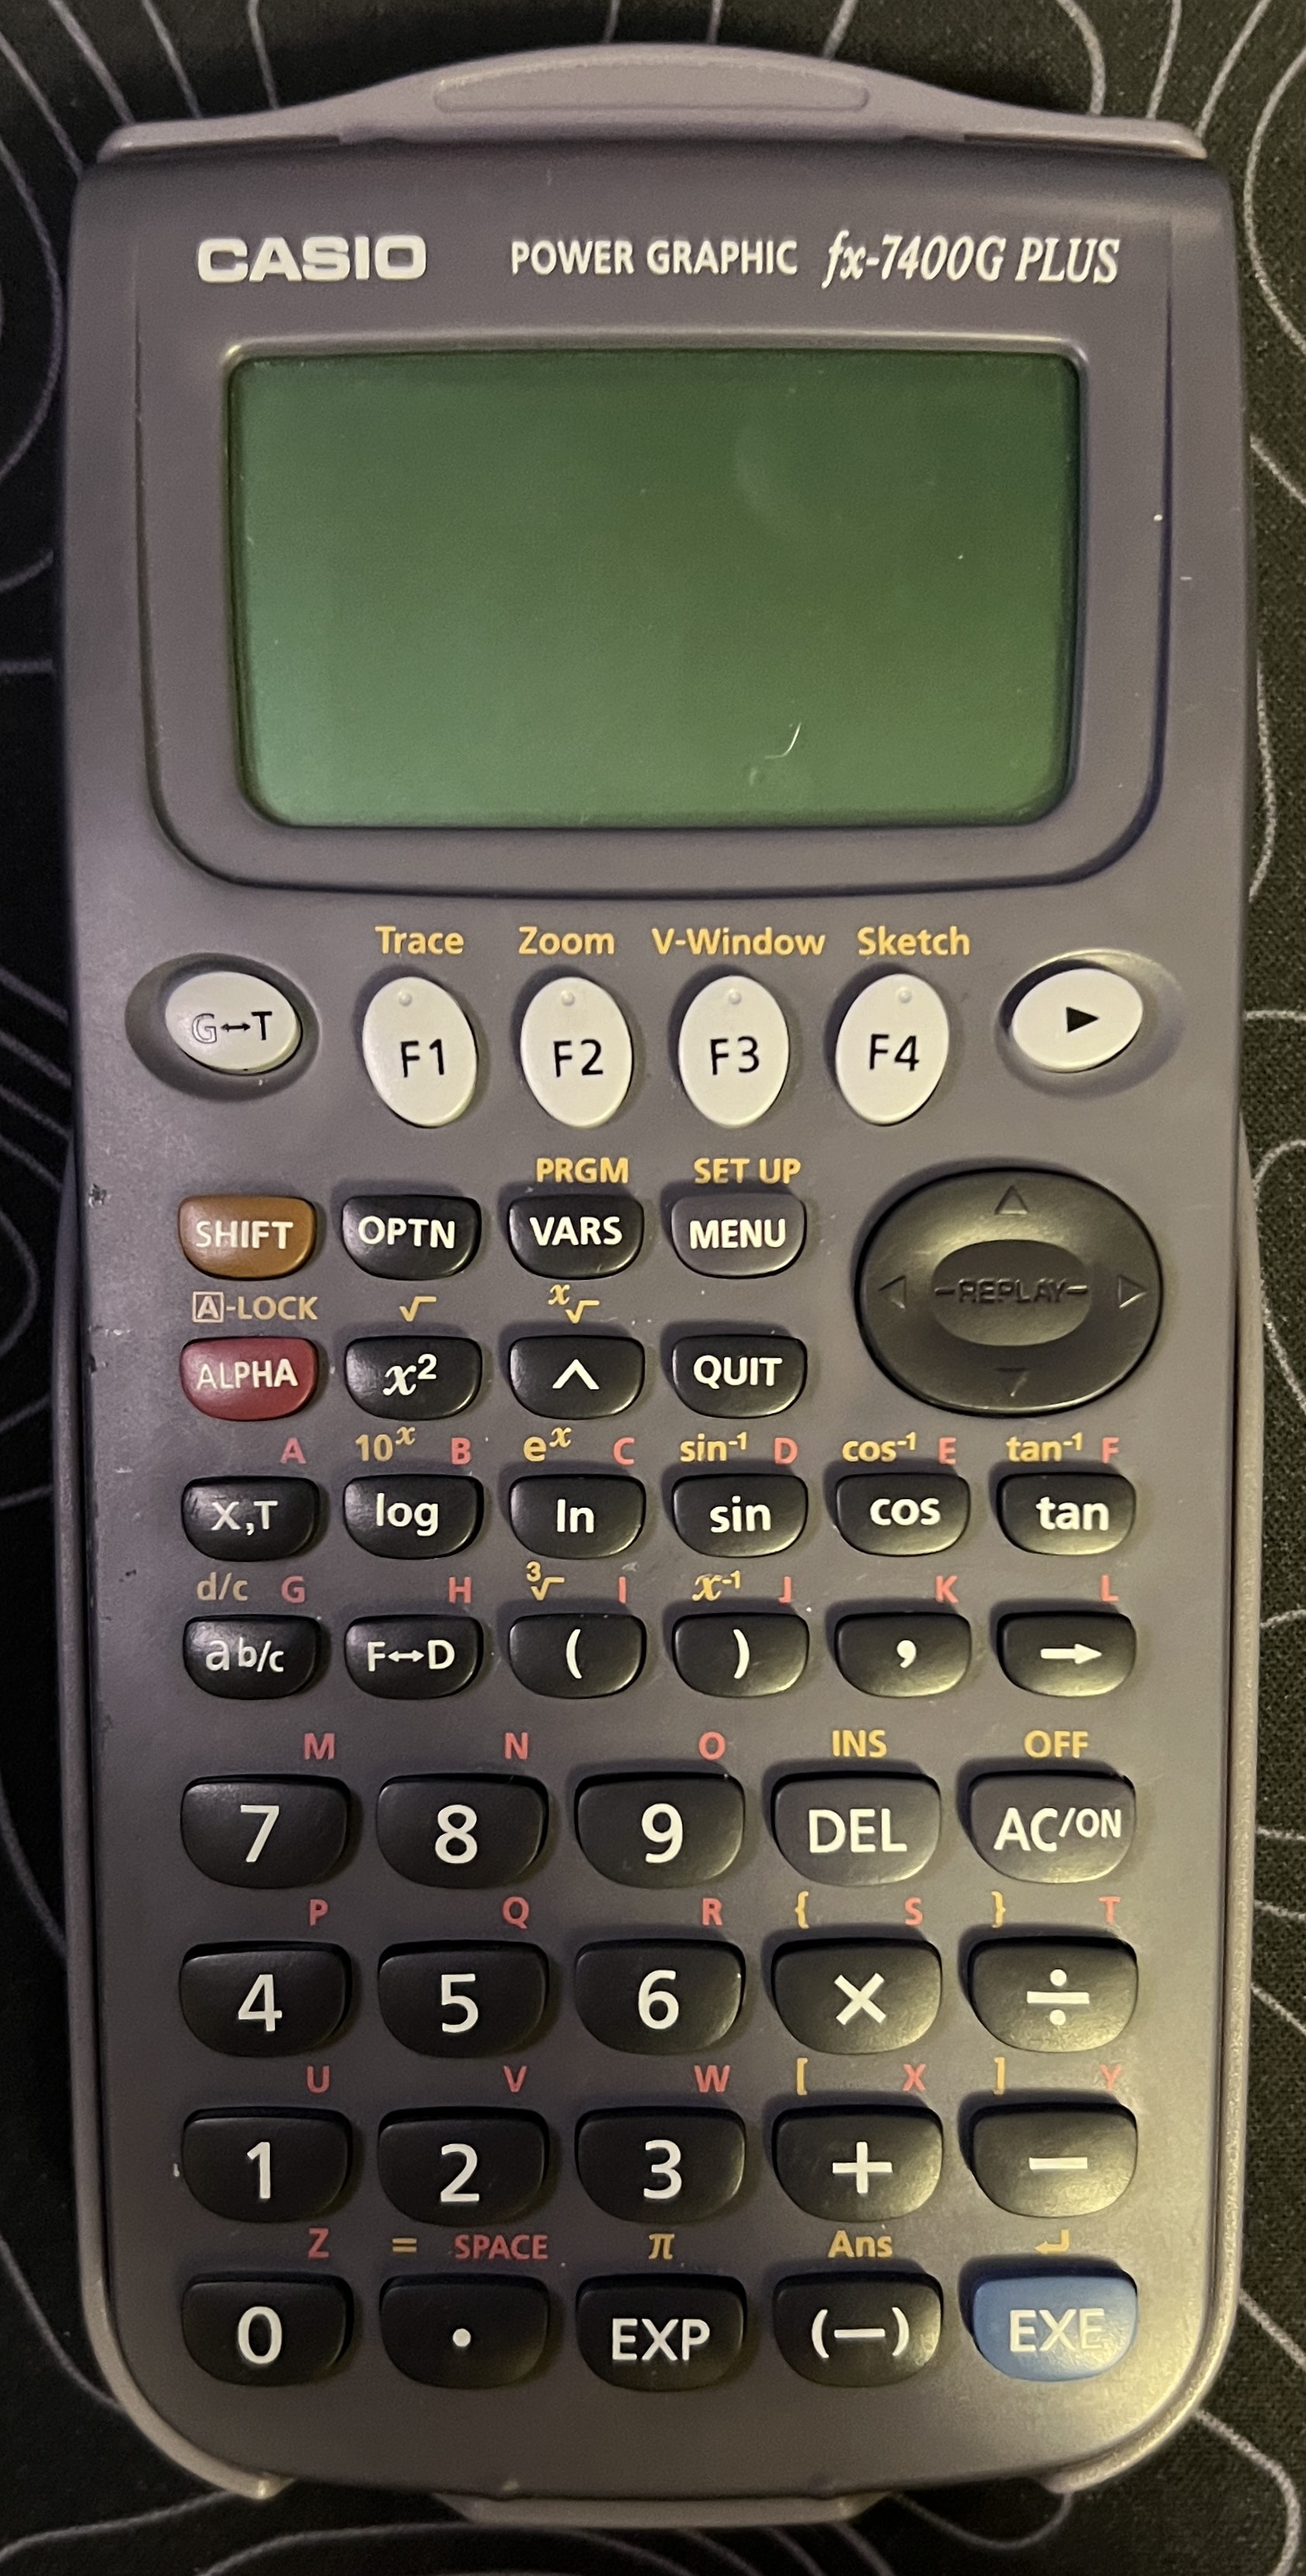 CASIO POWER GRAPHIC fx-7400G PLUS
Trace Zoom V-Window Sketch
G↔T F1 F2 F3 F4 ►
PRGM SET UP
SHIFT OPTN VARS MENU
-REPLAY-
A-LOCK √ x√
ALPHA x² ^ QUIT
A 10ˣ B eˣ C sin⁻¹ D cos⁻¹ E tan⁻¹ F
X,T log ln sin cos tan
d/c G H ³√ I x⁻¹ J K L
a b/c F↔D ( ) , →
M N O INS OFF
7 8 9 DEL AC/ON
P Q R { S } T
4 5 6 × ÷
U V W [ X ] Y
1 2 3 + −
Z = SPACE π Ans ↵
0 • EXP (−) EXE